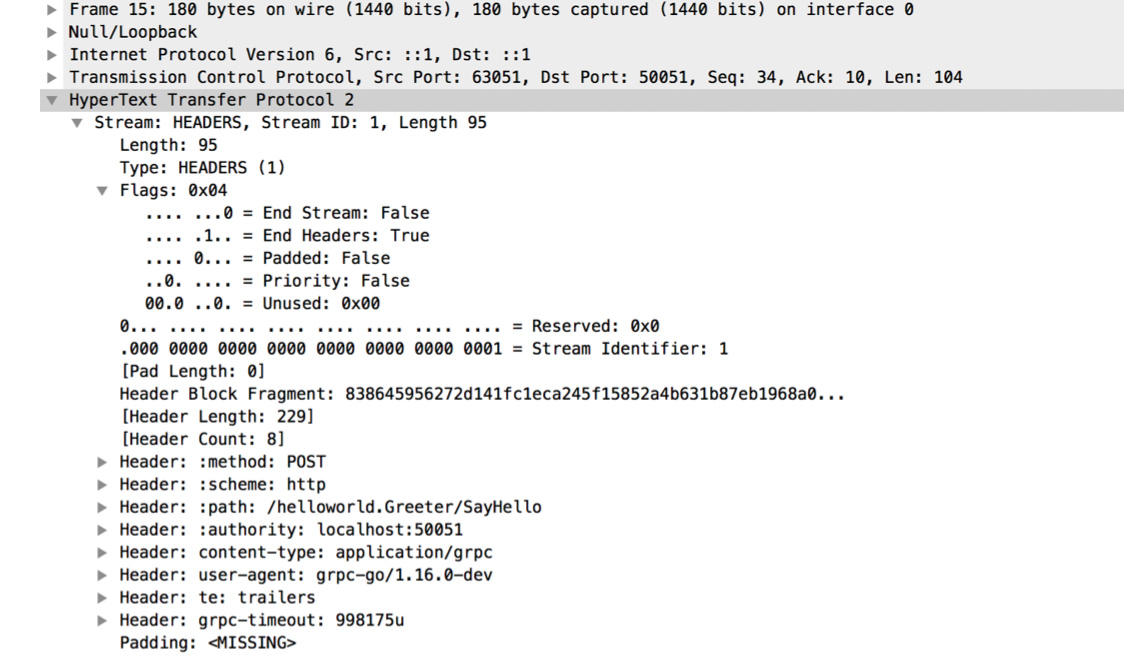 Frame 15: 180 bytes on wire (1440 bits), 180 bytes captured (1440 bits) on interface 0
Null/Loopback
Internet Protocol Version 6, Src: ::1, Dst: ::1
Transmission Control Protocol, Src Port: 63051, Dst Port: 50051, Seq: 34, Ack: 10, Len: 104
HyperText Transfer Protocol 2
Stream: HEADERS, Stream ID: 1, Length 95
Length: 95
Type: HEADERS (1)
Flags: 0x04
.... ...0 = End Stream: False
.... .1.. = End Headers: True
.... 0... = Padded: False
..0. .... = Priority: False
00.0 ..0. = Unused: 0x00
0... .... .... .... .... .... .... .... = Reserved: 0x0
.000 0000 0000 0000 0000 0000 0000 0001 = Stream Identifier: 1
[Pad Length: 0]
Header Block Fragment: 838645956272d141fc1eca245f15852a4b631b87eb1968a0...
[Header Length: 229]
[Header Count: 8]
Header: :method: POST
Header: :scheme: http
Header: :path: /helloworld.Greeter/SayHello
Header: :authority: localhost:50051
Header: content-type: application/grpc
Header: user-agent: grpc-go/1.16.0-dev
Header: te: trailers
Header: grpc-timeout: 998175u
Padding: <MISSING>